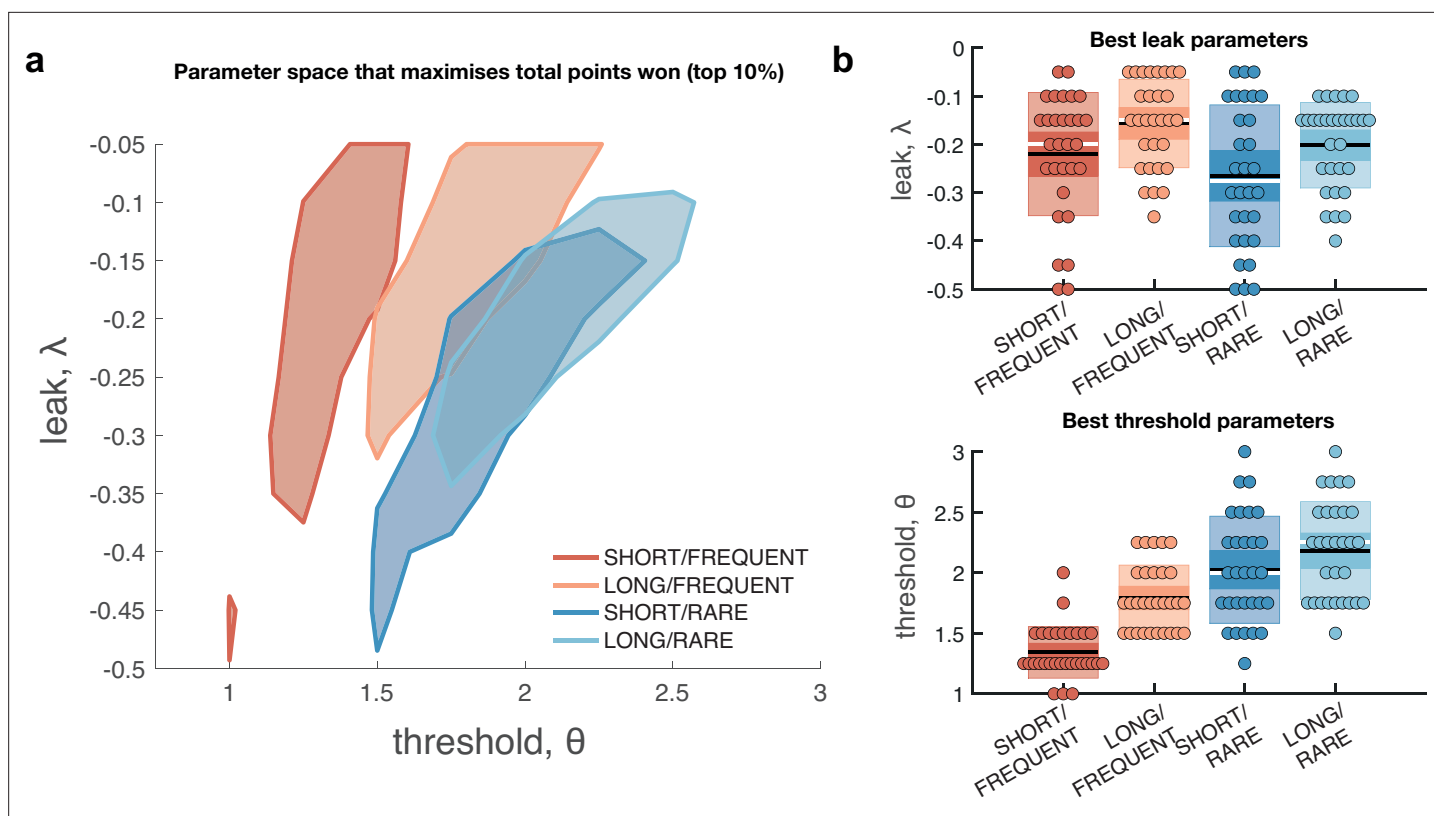 a
Parameter space that maximises total points won (top 10%)
-0.05
-0.1
-0.15
-0.2
-0.25
-0.3
-0.35
-0.4
-0.45
-0.5
leak, λ
1
1.5
2
2.5
3
threshold, θ
SHORT/FREQUENT
LONG/FREQUENT
SHORT/RARE
LONG/RARE
b
Best leak parameters
0
-0.1
-0.2
-0.3
-0.4
-0.5
leak, λ
SHORT/
FREQUENT
LONG/
FREQUENT
SHORT/
RARE
LONG/
RARE
Best threshold parameters
3
2.5
2
1.5
1
threshold, θ
SHORT/
FREQUENT
LONG/
FREQUENT
SHORT/
RARE
LONG/
RARE